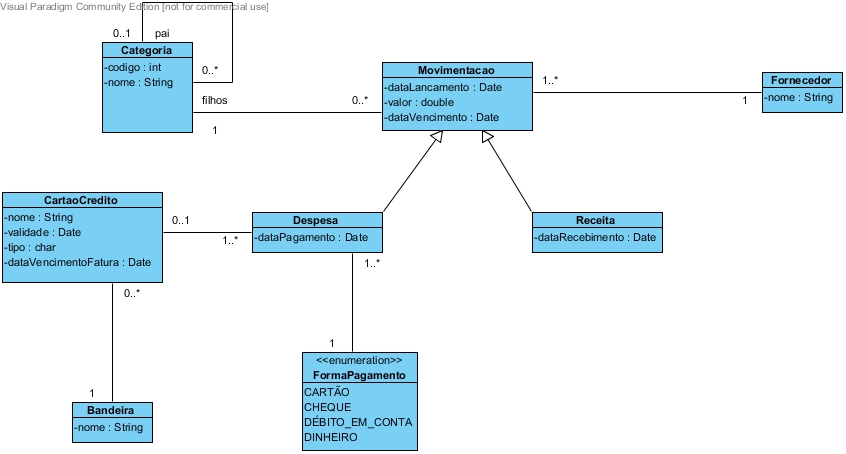 Visual Paradigm Community Edition [not for commercial use]
0..1
pai
Categoria
-codigo : int
-nome : String
0..*
filhos
1
0..*
Movimentacao
-dataLancamento : Date
-valor : double
-dataVencimento : Date
1..*
1
Fornecedor
-nome : String
CartaoCredito
-nome : String
-validade : Date
-tipo : char
-dataVencimentoFatura : Date
0..1
1..*
Despesa
-dataPagamento : Date
Receita
-dataRecebimento : Date
0..*
1
Bandeira
-nome : String
1..*
1
<<enumeration>>
FormaPagamento
CARTÃO
CHEQUE
DÉBITO_EM_CONTA
DINHEIRO